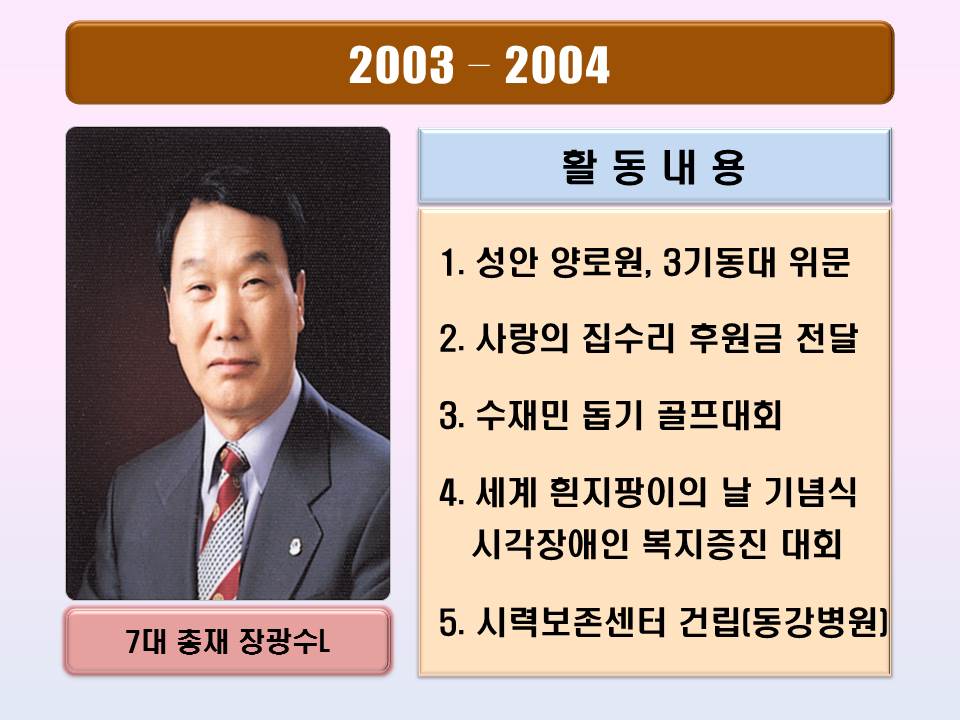 2003 – 2004
활 동 내 용
1. 성안 양로원, 3기동대 위문
2. 사랑의 집수리 후원금 전달
3. 수재민 돕기 골프대회
4. 세계 흰지팡이의 날 기념식
시각장애인 복지증진 대회
5. 시력보존센터 건립(동강병원)
7대 총재 장광수L